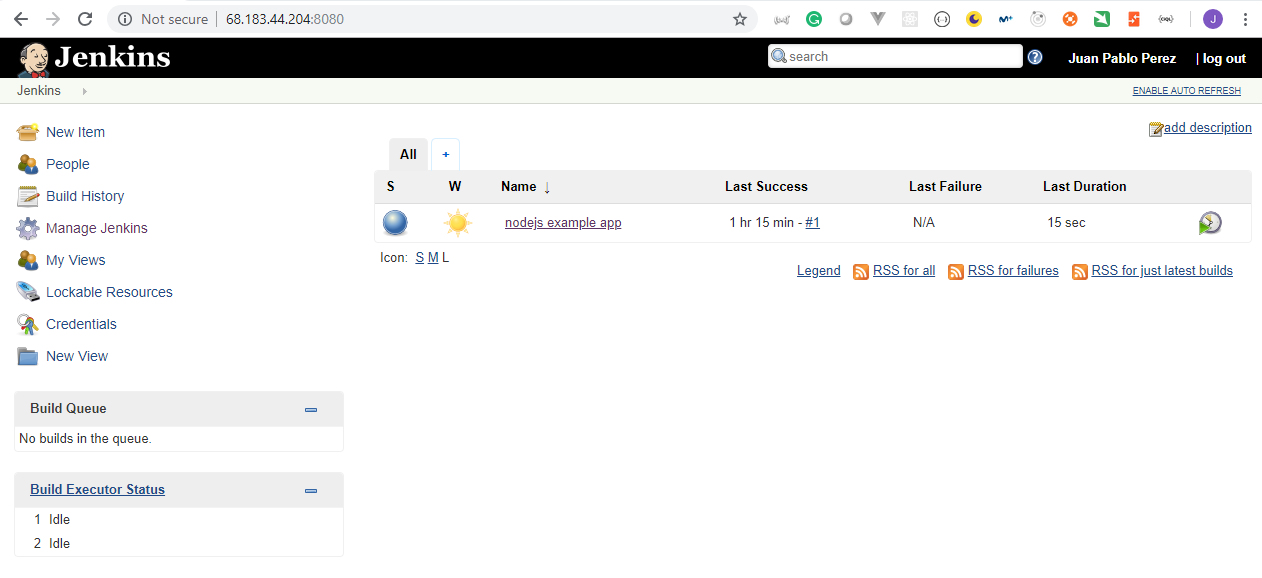 Not secure | 68.183.44.204:8080
J
Jenkins
search
Juan Pablo Perez | log out
Jenkins
ENABLE AUTO REFRESH
New Item
People
Build History
Manage Jenkins
My Views
Lockable Resources
Credentials
New View
Build Queue
No builds in the queue.
Build Executor Status
1 Idle
2 Idle
add description
All +
S W Name ↓ Last Success Last Failure Last Duration
nodejs example app 1 hr 15 min - #1 N/A 15 sec
Icon: S M L
Legend RSS for all RSS for failures RSS for just latest builds